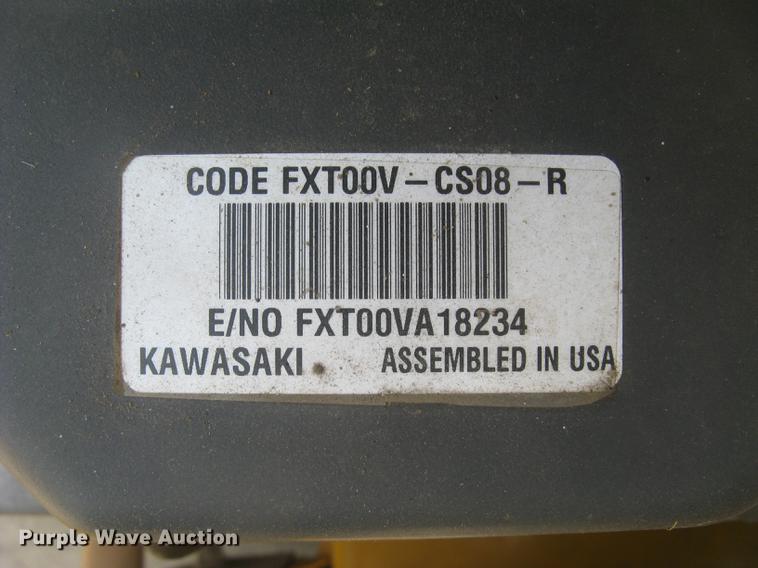 CODE FXT00V-CS08-R
E/NO FXT00VA18234
KAWASAKI ASSEMBLED IN USA
Purple Wave Auction